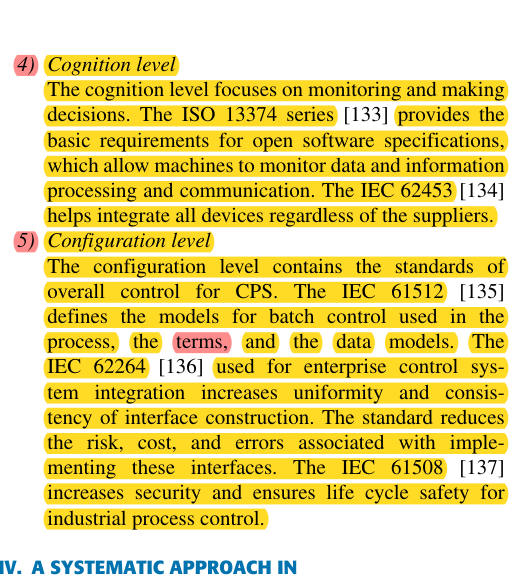 4) Cognition level
The cognition level focuses on monitoring and making
decisions. The ISO 13374 series [133] provides the
basic requirements for open software specifications,
which allow machines to monitor data and information
processing and communication. The IEC 62453 [134]
helps integrate all devices regardless of the suppliers.
5) Configuration level
The configuration level contains the standards of
overall control for CPS. The IEC 61512 [135]
defines the models for batch control used in the
process, the terms, and the data models. The
IEC 62264 [136] used for enterprise control sys-
tem integration increases uniformity and consis-
tency of interface construction. The standard reduces
the risk, cost, and errors associated with imple-
menting these interfaces. The IEC 61508 [137]
increases security and ensures life cycle safety for
industrial process control.
IV. A SYSTEMATIC APPROACH IN